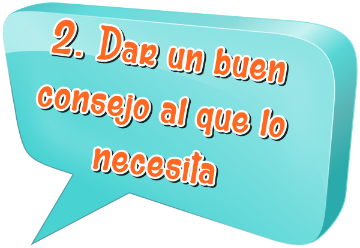 2. Dar un buen
consejo al que lo
necesita